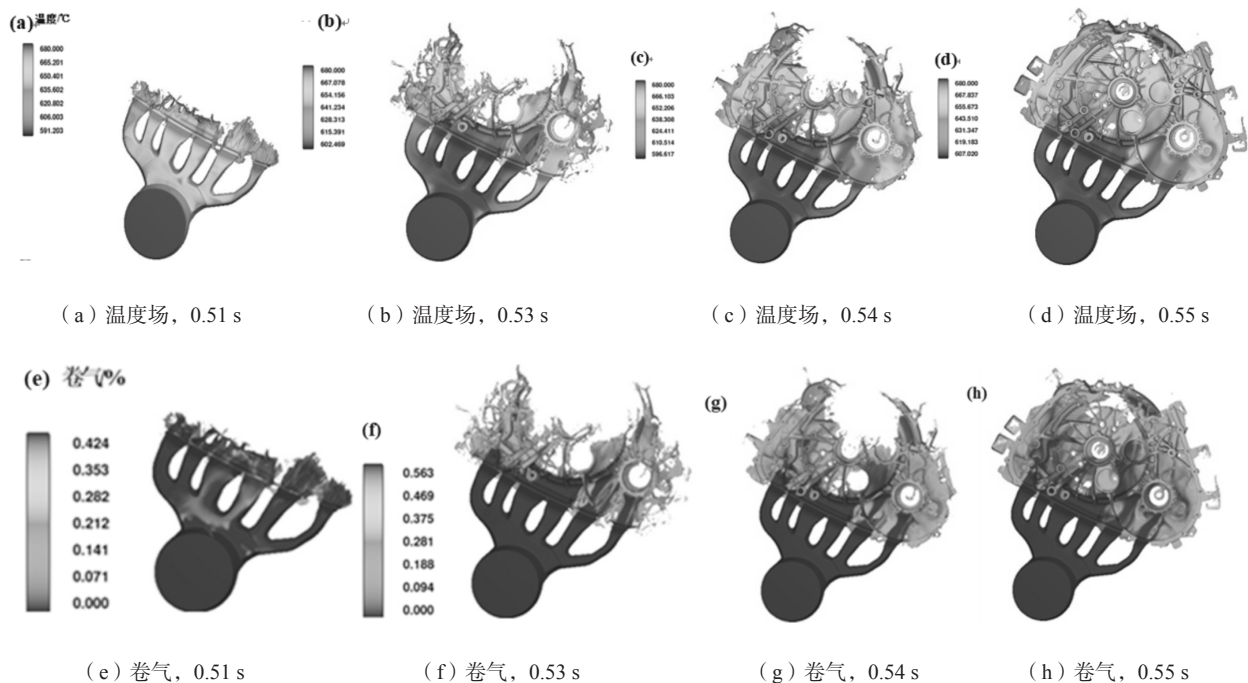 (a) 温度/℃
680.000
665.201
650.401
635.602
620.802
606.003
591.203
(b)
680.000
667.078
654.156
641.234
628.313
615.391
602.469
(c)
680.000
666.103
652.206
638.308
624.411
610.514
596.617
(d)
680.000
667.837
655.673
643.510
631.347
619.183
607.020
（a）温度场，0.51 s
（b）温度场，0.53 s
（c）温度场，0.54 s
（d）温度场，0.55 s
(e) 卷气/%
0.424
0.353
0.282
0.212
0.141
0.071
0.000
(f)
0.563
0.469
0.375
0.281
0.188
0.094
0.000
(g)
(h)
（e）卷气，0.51 s
（f）卷气，0.53 s
（g）卷气，0.54 s
（h）卷气，0.55 s